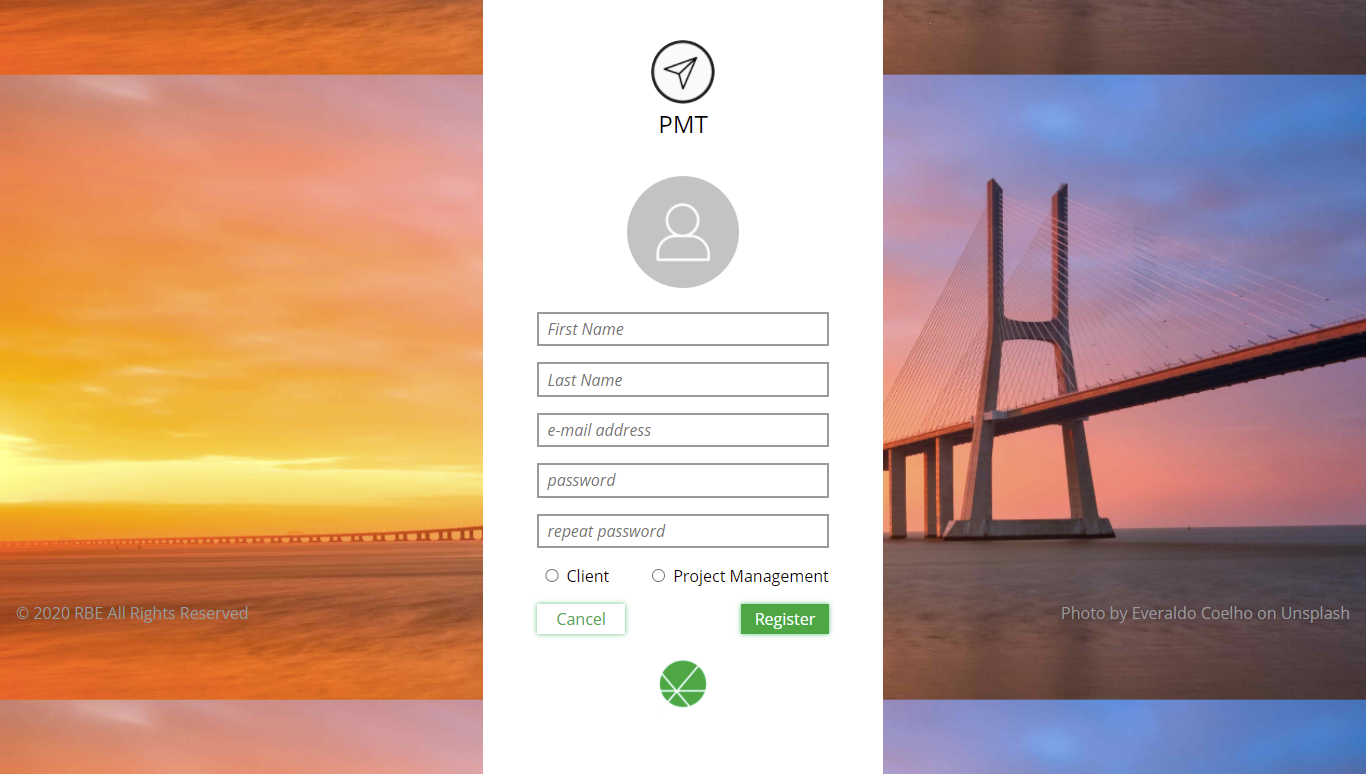 PMT
First Name
Last Name
e-mail address
password
repeat password
Client
Project Management
Cancel
Register
© 2020 RBE All Rights Reserved
Photo by Everaldo Coelho on Unsplash